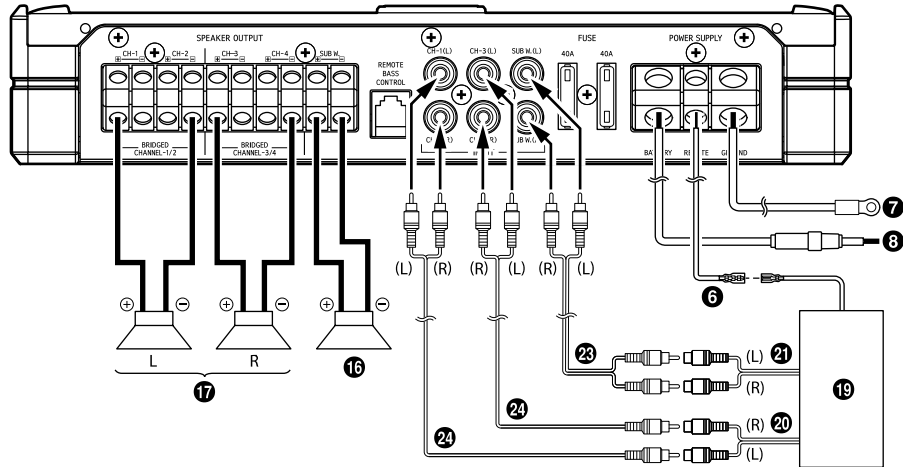 SPEAKER OUTPUT
CH-1 CH-2 CH-3 CH-4 SUB W.
REMOTE
BASS
CONTROL
CH-1(L) CH-3(L) SUB W.(L)
FUSE
40A 40A
POWER SUPPLY
BRIDGED
CHANNEL-1/2
BRIDGED
CHANNEL-3/4
BATTERY REMOTE GROUND
7
8
6
(L) (R) (R) (L) (R) (L)
+ − + − + −
L R
16
17
23
(L) 21
(R)
19
24
(R) 20
24
(L)